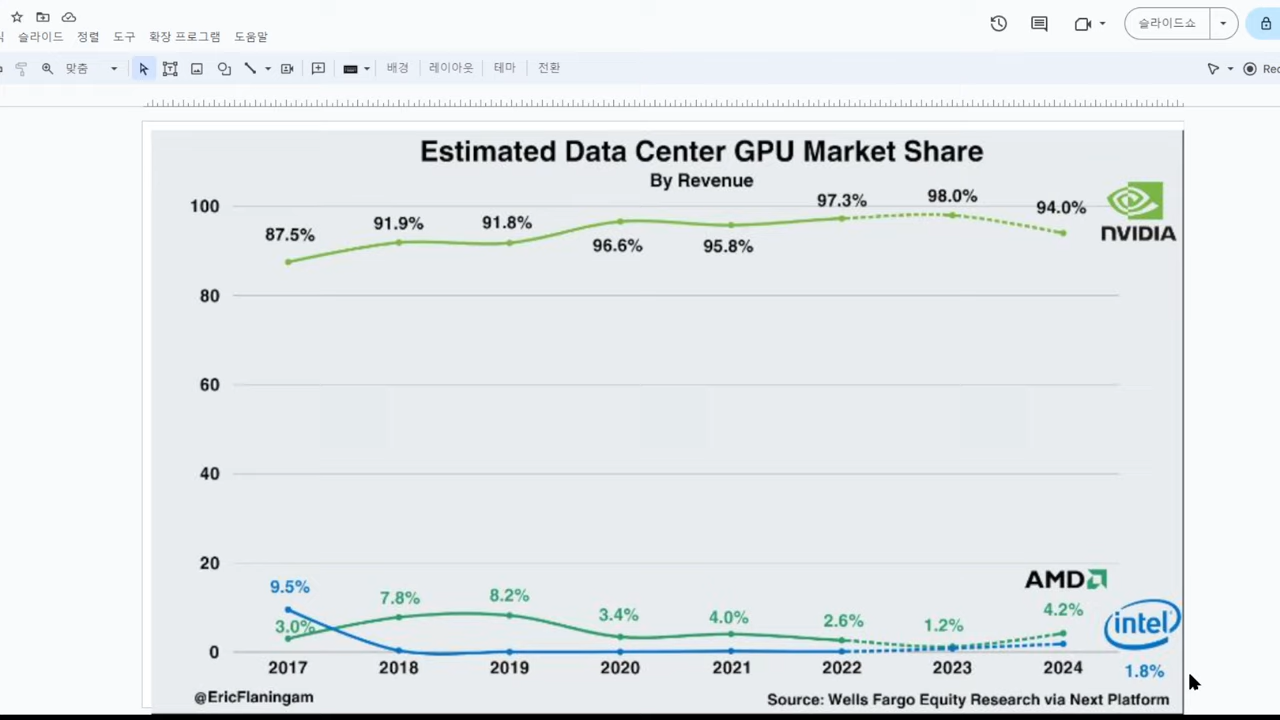 슬라이드 정렬 도구 확장 프로그램 도움말
슬라이드쇼
맞춤 배경 레이아웃 테마 전환
Rec
Estimated Data Center GPU Market Share
By Revenue
100
80
60
40
20
0
87.5% 91.9% 91.8% 96.6% 95.8% 97.3% 98.0% 94.0%
NVIDIA
9.5%
3.0% 7.8% 8.2% 3.4% 4.0% 2.6% 1.2% 4.2%
AMD
intel
1.8%
2017 2018 2019 2020 2021 2022 2023 2024
@EricFlaningam
Source: Wells Fargo Equity Research via Next Platform